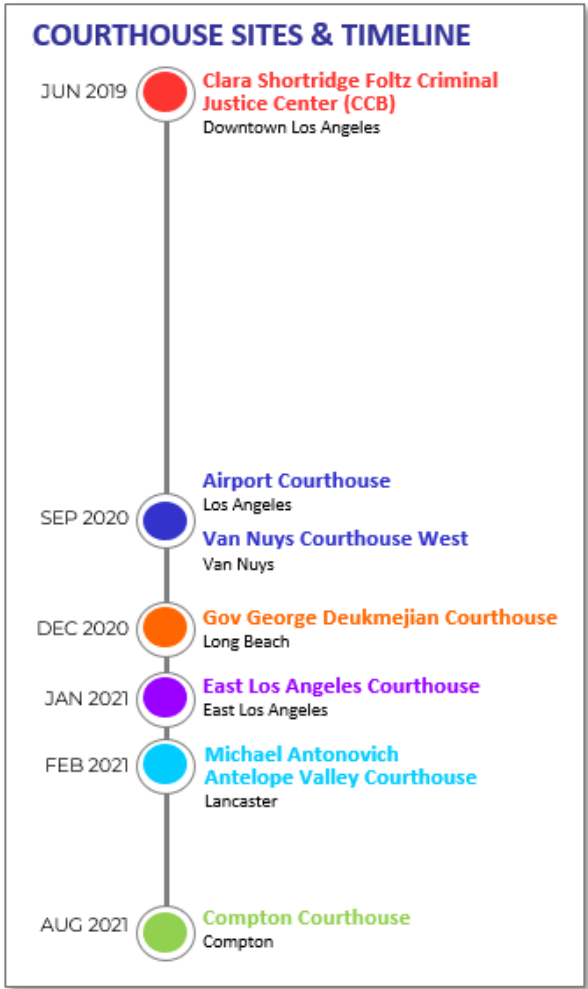 COURTHOUSE SITES & TIMELINE
JUN 2019
Clara Shortridge Foltz Criminal
Justice Center (CCB)
Downtown Los Angeles
SEP 2020
Airport Courthouse
Los Angeles
Van Nuys Courthouse West
Van Nuys
DEC 2020
Gov George Deukmejian Courthouse
Long Beach
JAN 2021
East Los Angeles Courthouse
East Los Angeles
FEB 2021
Michael Antonovich
Antelope Valley Courthouse
Lancaster
AUG 2021
Compton Courthouse
Compton